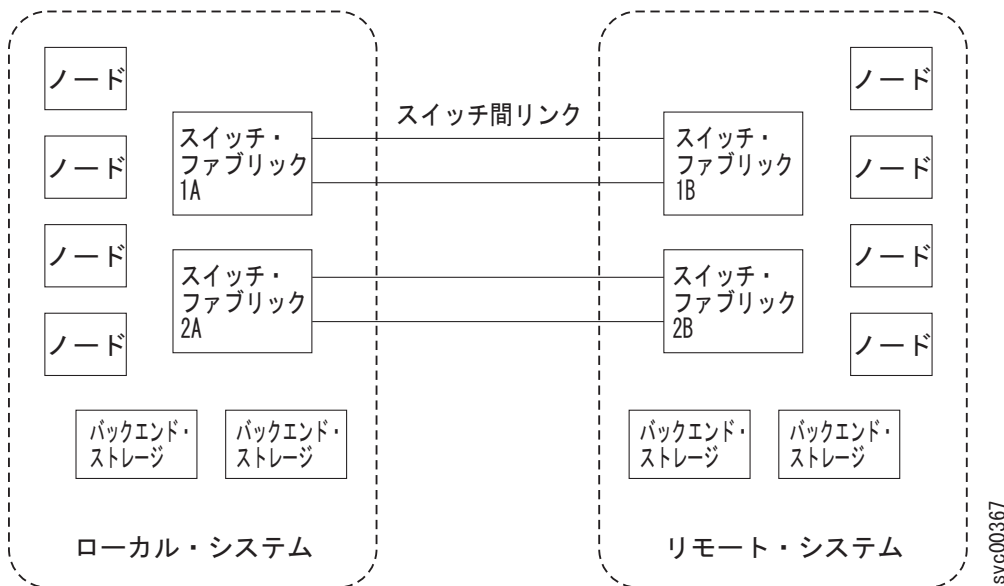 ノード
ノード
ノード
ノード
スイッチ・
ファブリック
1A
スイッチ・
ファブリック
2A
バックエンド・
ストレージ
バックエンド・
ストレージ
ローカル・システム
スイッチ間リンク
スイッチ・
ファブリック
1B
スイッチ・
ファブリック
2B
ノード
ノード
ノード
ノード
バックエンド・
ストレージ
バックエンド・
ストレージ
リモート・システム
svc00367